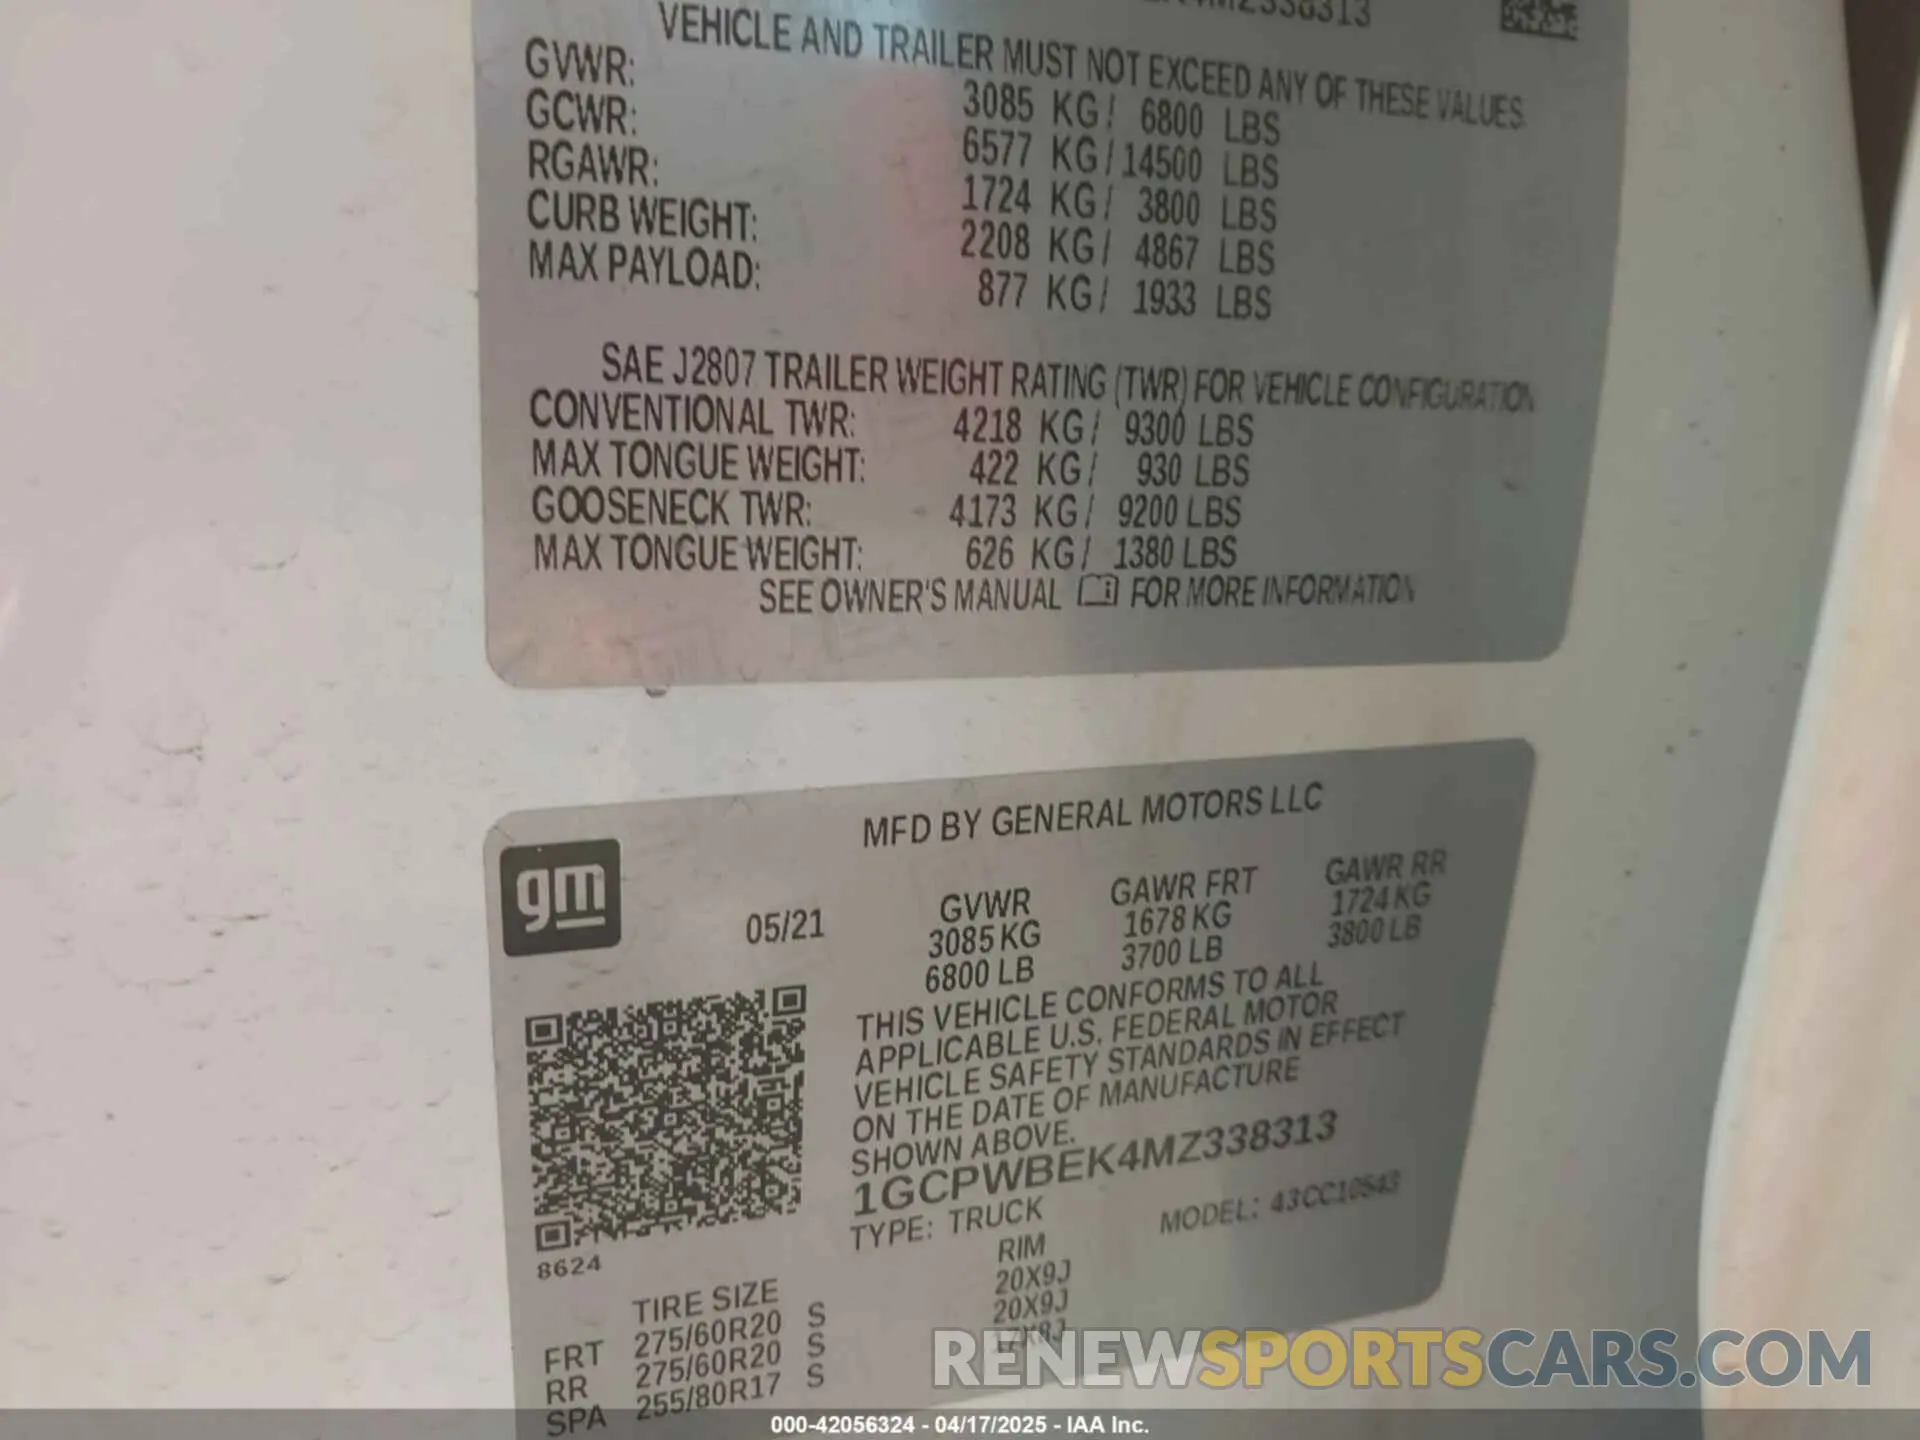 VEHICLE AND TRAILER MUST NOT EXCEED ANY OF THESE VALUES
GVWR: 3085 KG/ 6800 LBS
GCWR: 6577 KG/14500 LBS
RGAWR: 1724 KG/ 3800 LBS
CURB WEIGHT: 2208 KG/ 4867 LBS
MAX PAYLOAD: 877 KG/ 1933 LBS
SAE J2807 TRAILER WEIGHT RATING (TWR) FOR VEHICLE CONFIGURATION
CONVENTIONAL TWR: 4218 KG/ 9300 LBS
MAX TONGUE WEIGHT: 422 KG/ 930 LBS
GOOSENECK TWR: 4173 KG/ 9200 LBS
MAX TONGUE WEIGHT: 626 KG/ 1380 LBS
SEE OWNER'S MANUAL FOR MORE INFORMATION
MFD BY GENERAL MOTORS LLC
gm
05/21
GVWR GAWR FRT GAWR RR
3085 KG 1678 KG 1724 KG
6800 LB 3700 LB 3800 LB
THIS VEHICLE CONFORMS TO ALL
APPLICABLE U.S. FEDERAL MOTOR
VEHICLE SAFETY STANDARDS IN EFFECT
ON THE DATE OF MANUFACTURE
SHOWN ABOVE.
1GCPWBEK4MZ338313
TYPE: TRUCK MODEL: 43CC10543
8624
TIRE SIZE RIM
FRT 275/60R20 S 20X9J
RR 275/60R20 S 20X9J
SPA 255/80R17 S 17X8J
RENEWSPORTSCARS.COM
000-42056324 - 04/17/2025 - IAA Inc.